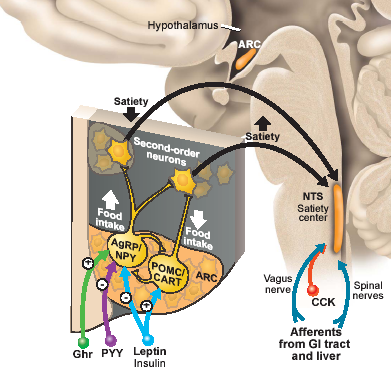 Hypothalamus
ARC
Satiety
Satiety
Second-order
neurons
NTS
Satiety
center
Food
intake
Food
intake
AgRP/
NPY
POMC/
CART
ARC
+
-
-
+
Vagus
nerve
Spinal
nerves
CCK
Afferents
from GI tract
and liver
Ghr
PYY
Leptin
Insulin